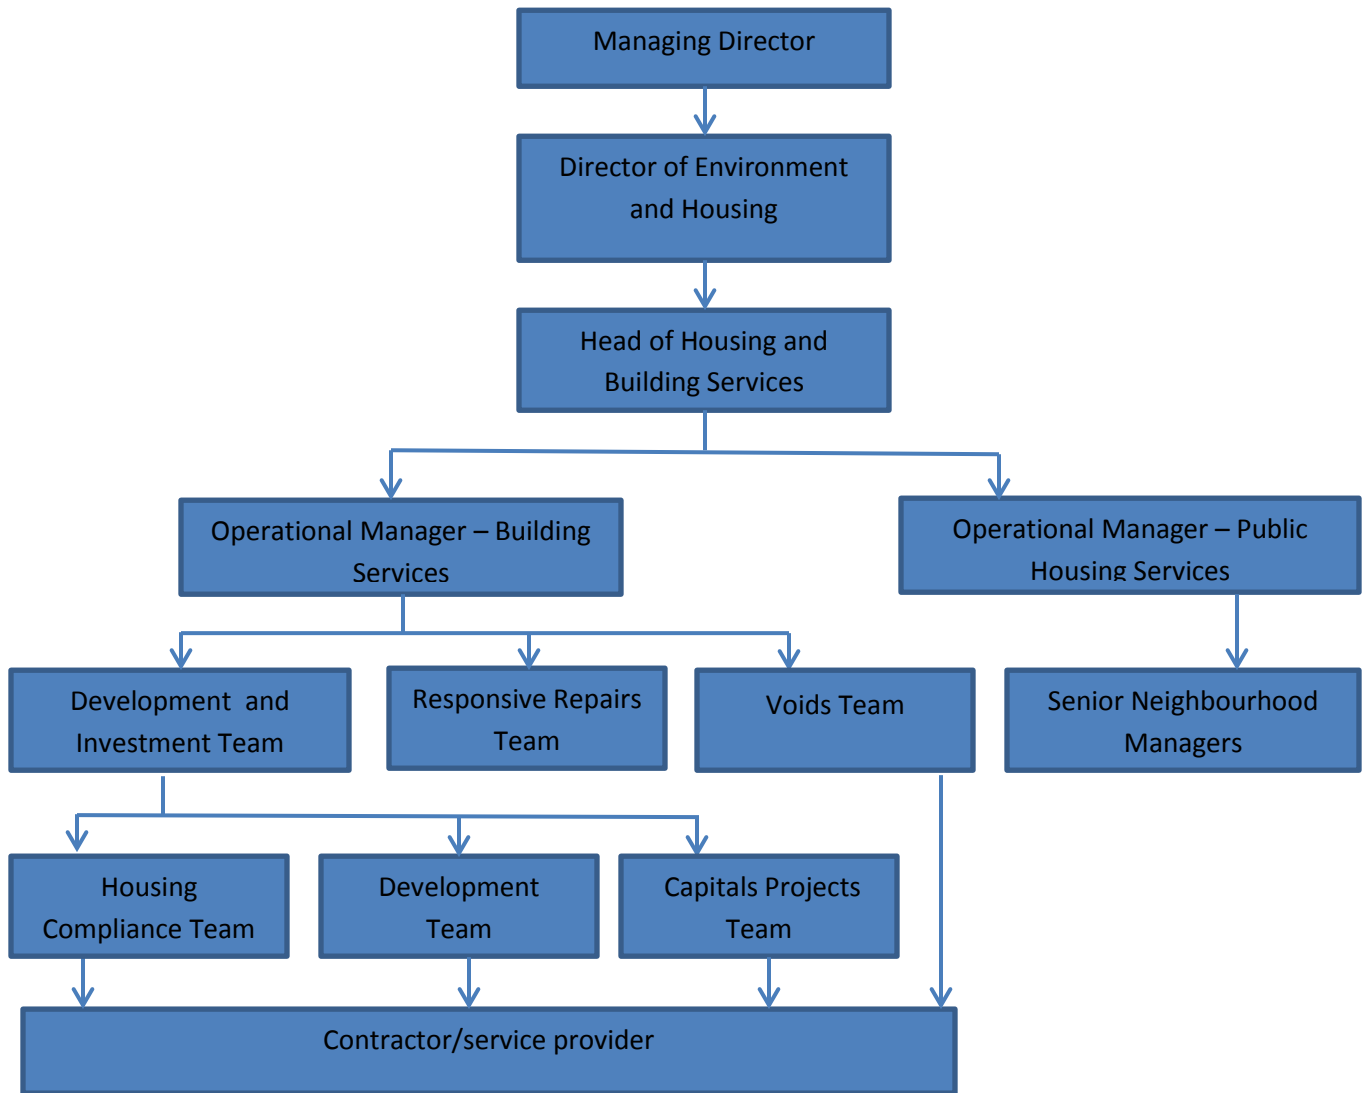 Managing Director
Director of Environment
and Housing
Head of Housing and
Building Services
Operational Manager – Building
Services
Operational Manager – Public
Housing Services
Development and
Investment Team
Responsive Repairs
Team
Voids Team
Senior Neighbourhood
Managers
Housing
Compliance Team
Development
Team
Capitals Projects
Team
Contractor/service provider